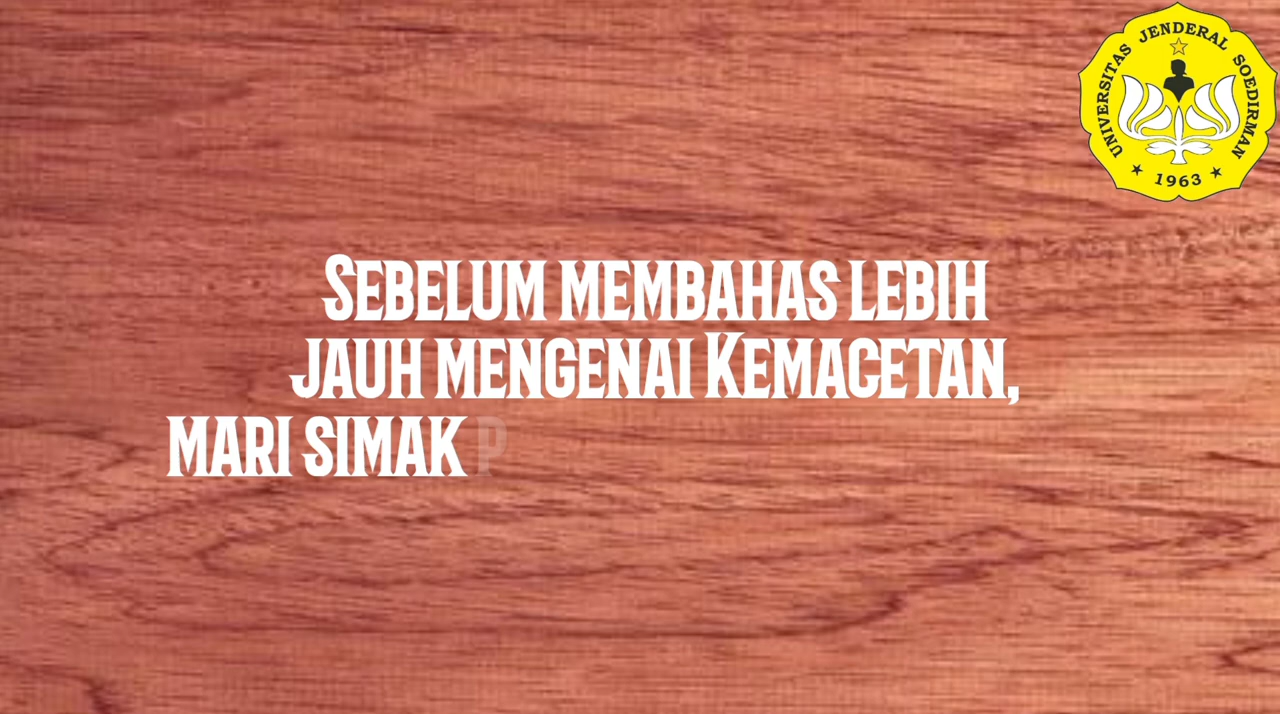 Sebelum membahas lebih
jauh mengenai Kemacetan,
mari simak P
UNIVERSITAS JENDERAL SOEDIRMAN
1963